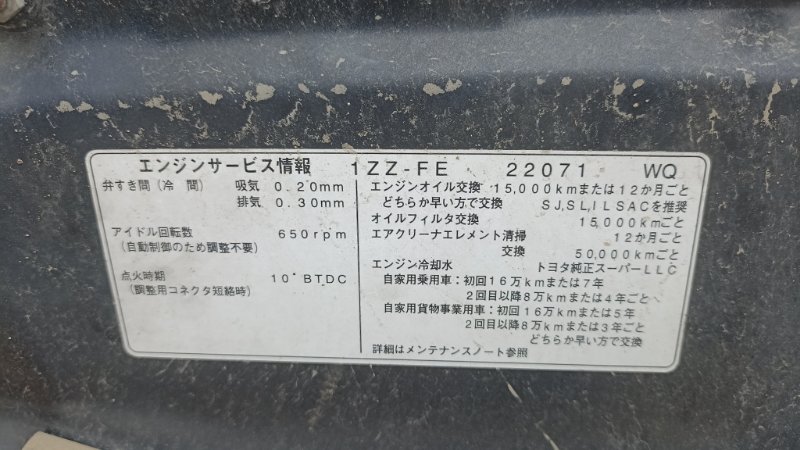 エンジンサービス情報 1ZZ-FE 22071 WQ
弁すき間(冷 間) 吸気 0.20mm
排気 0.30mm
アイドル回転数 650rpm
(自動制御のため調整不要)
点火時期 10°BTDC
(調整用コネクタ短絡時)
エンジンオイル交換 15,000kmまたは12か月ごと
どちらか早い方で交換 SJ,SL,ILSACを推奨
オイルフィルタ交換 15,000kmごと
エアクリーナエレメント清掃 12か月ごと
交換 50,000kmごと
エンジン冷却水 トヨタ純正スーパーLLC
自家用乗用車:初回16万kmまたは7年
2回目以降8万kmまたは4年ごと
自家用貨物事業用車:初回16万kmまたは5年
2回目以降8万kmまたは3年ごと
どちらか早い方で交換
詳細はメンテナンスノート参照